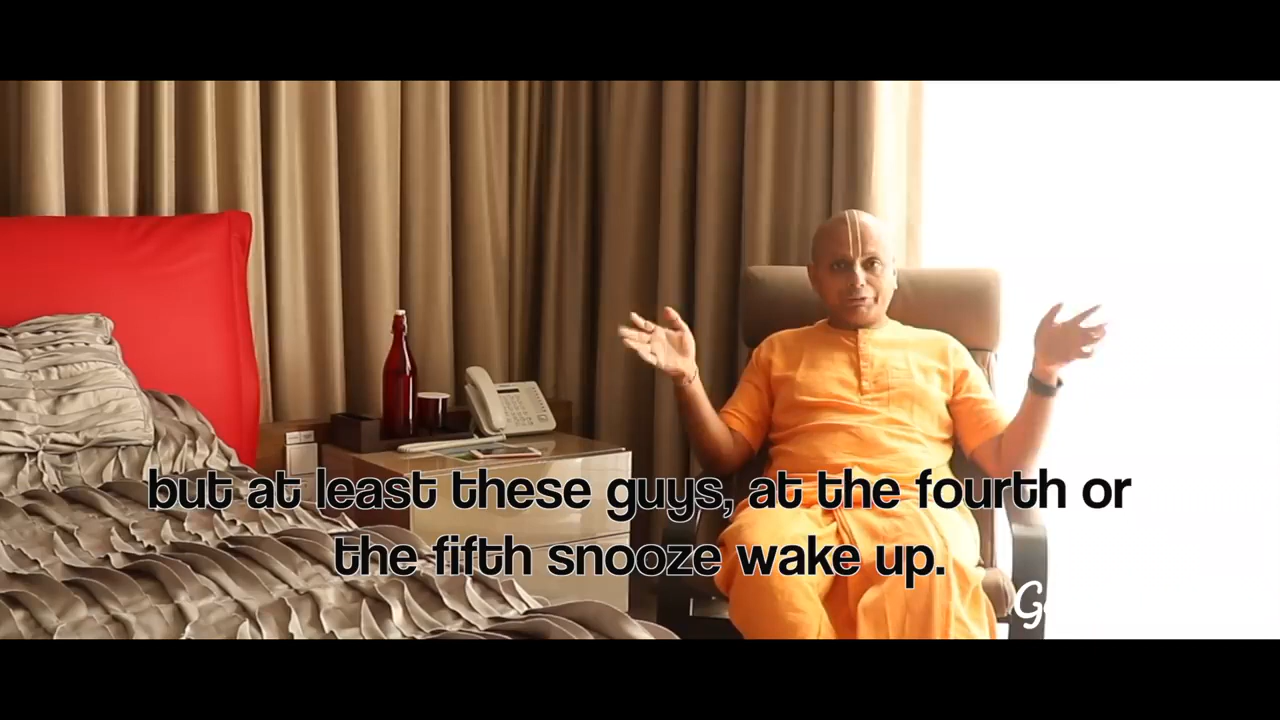 but at least these guys, at the fourth or
the fifth snooze wake up.